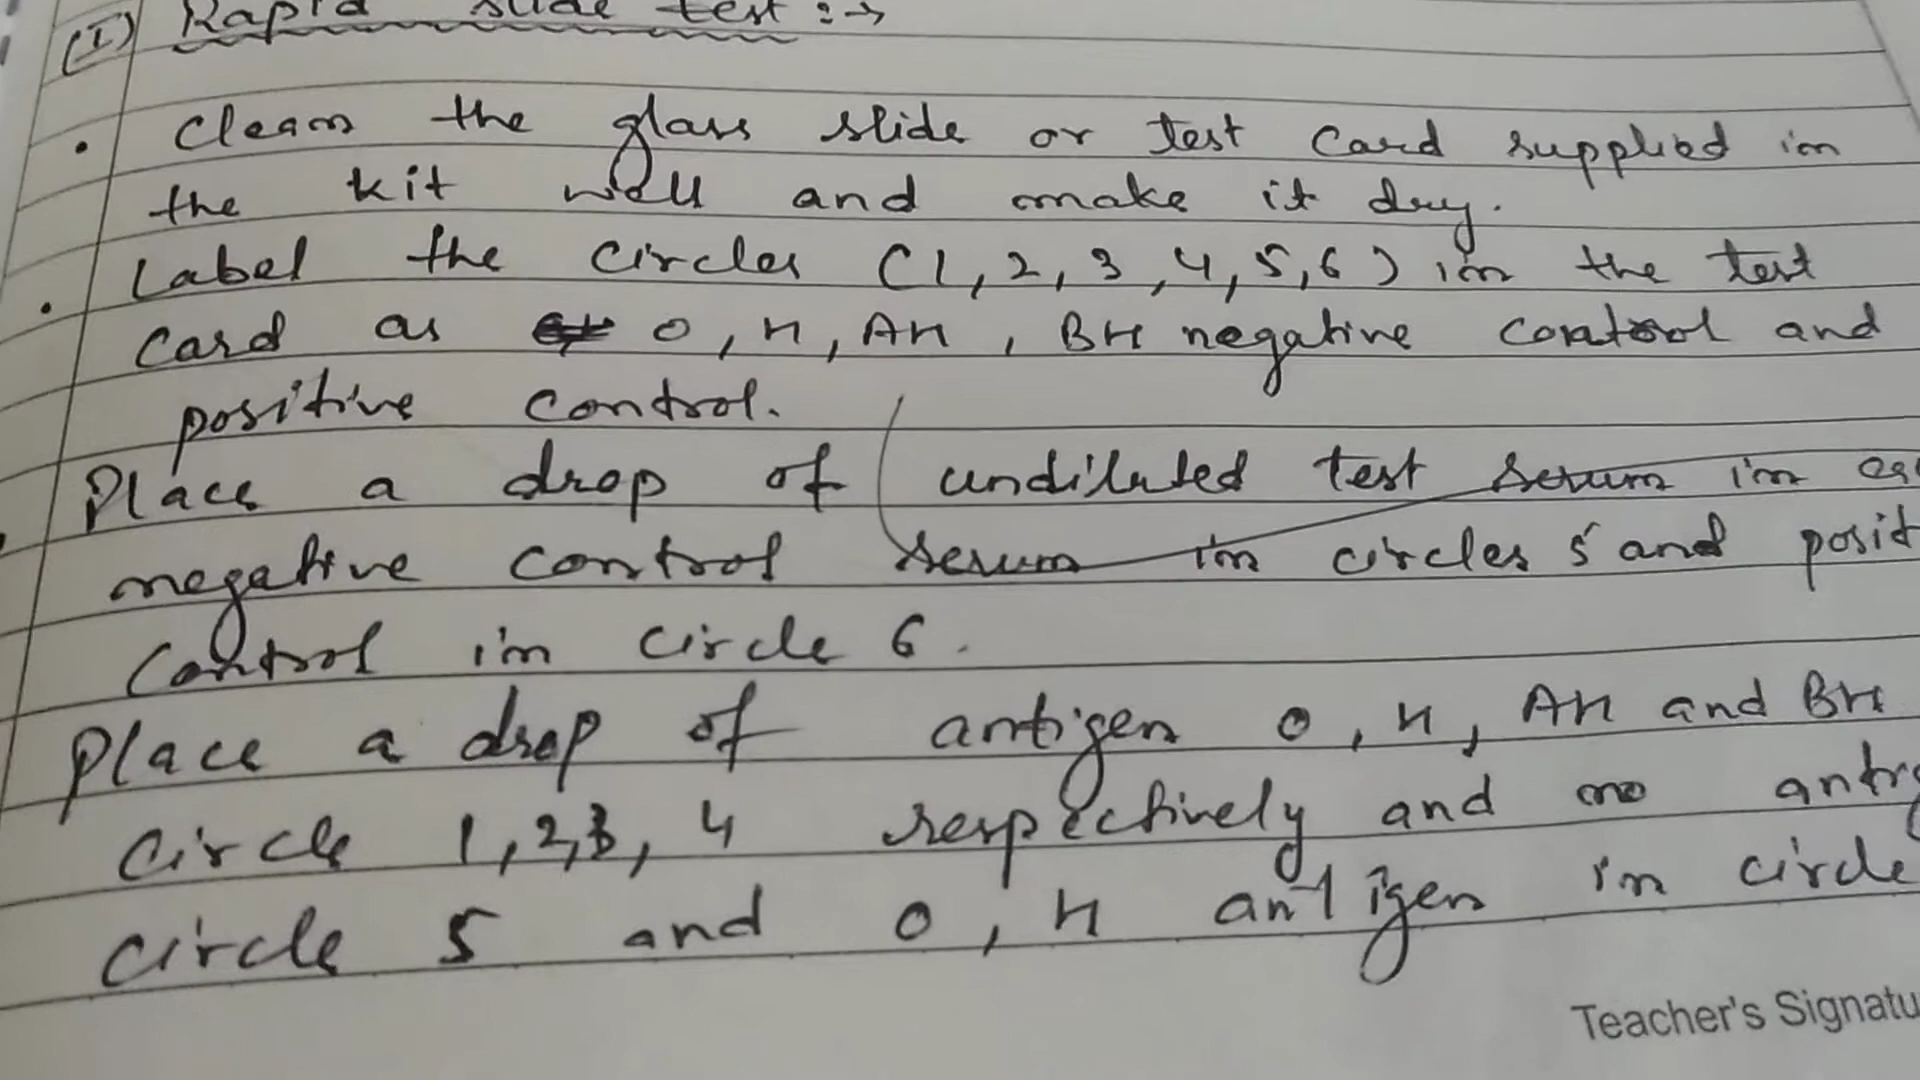 (I) Rapid slide test :→
• Clean the glass slide or test card supplied in
the kit well and make it dry.
• Label the circles (1, 2, 3, 4, 5, 6) in the test
card as O, H, AH, BH negative control and
positive control.
Place a drop of undiluted test serum in
negative control serum in circles 5 and posit
control in circle 6.
Place a drop of antigen O, H, AH and BH
circle 1, 2, 3, 4 respectively and no
circle 5 and O, H antigen in circle
Teacher's Signatu